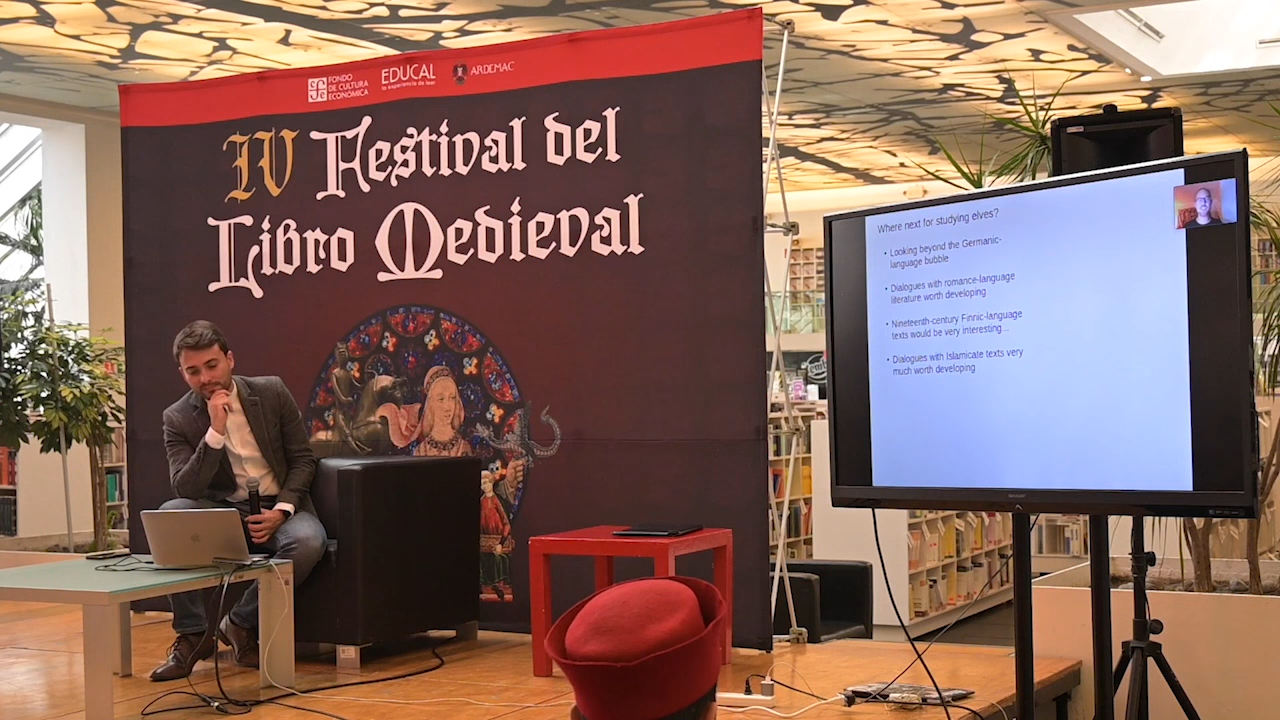 FONDO
DE CULTURA
ECONÓMICA
EDUCAL
la experiencia de leer
ARDEMAC
IV Festival del
Libro Medieval
Where next for studying elves?
• Looking beyond the Germanic-
language bubble
• Dialogues with romance-language
literature worth developing
• Nineteenth-century Finnic-language
texts would be very interesting...
• Dialogues with Islamicate texts very
much worth developing
SHARP